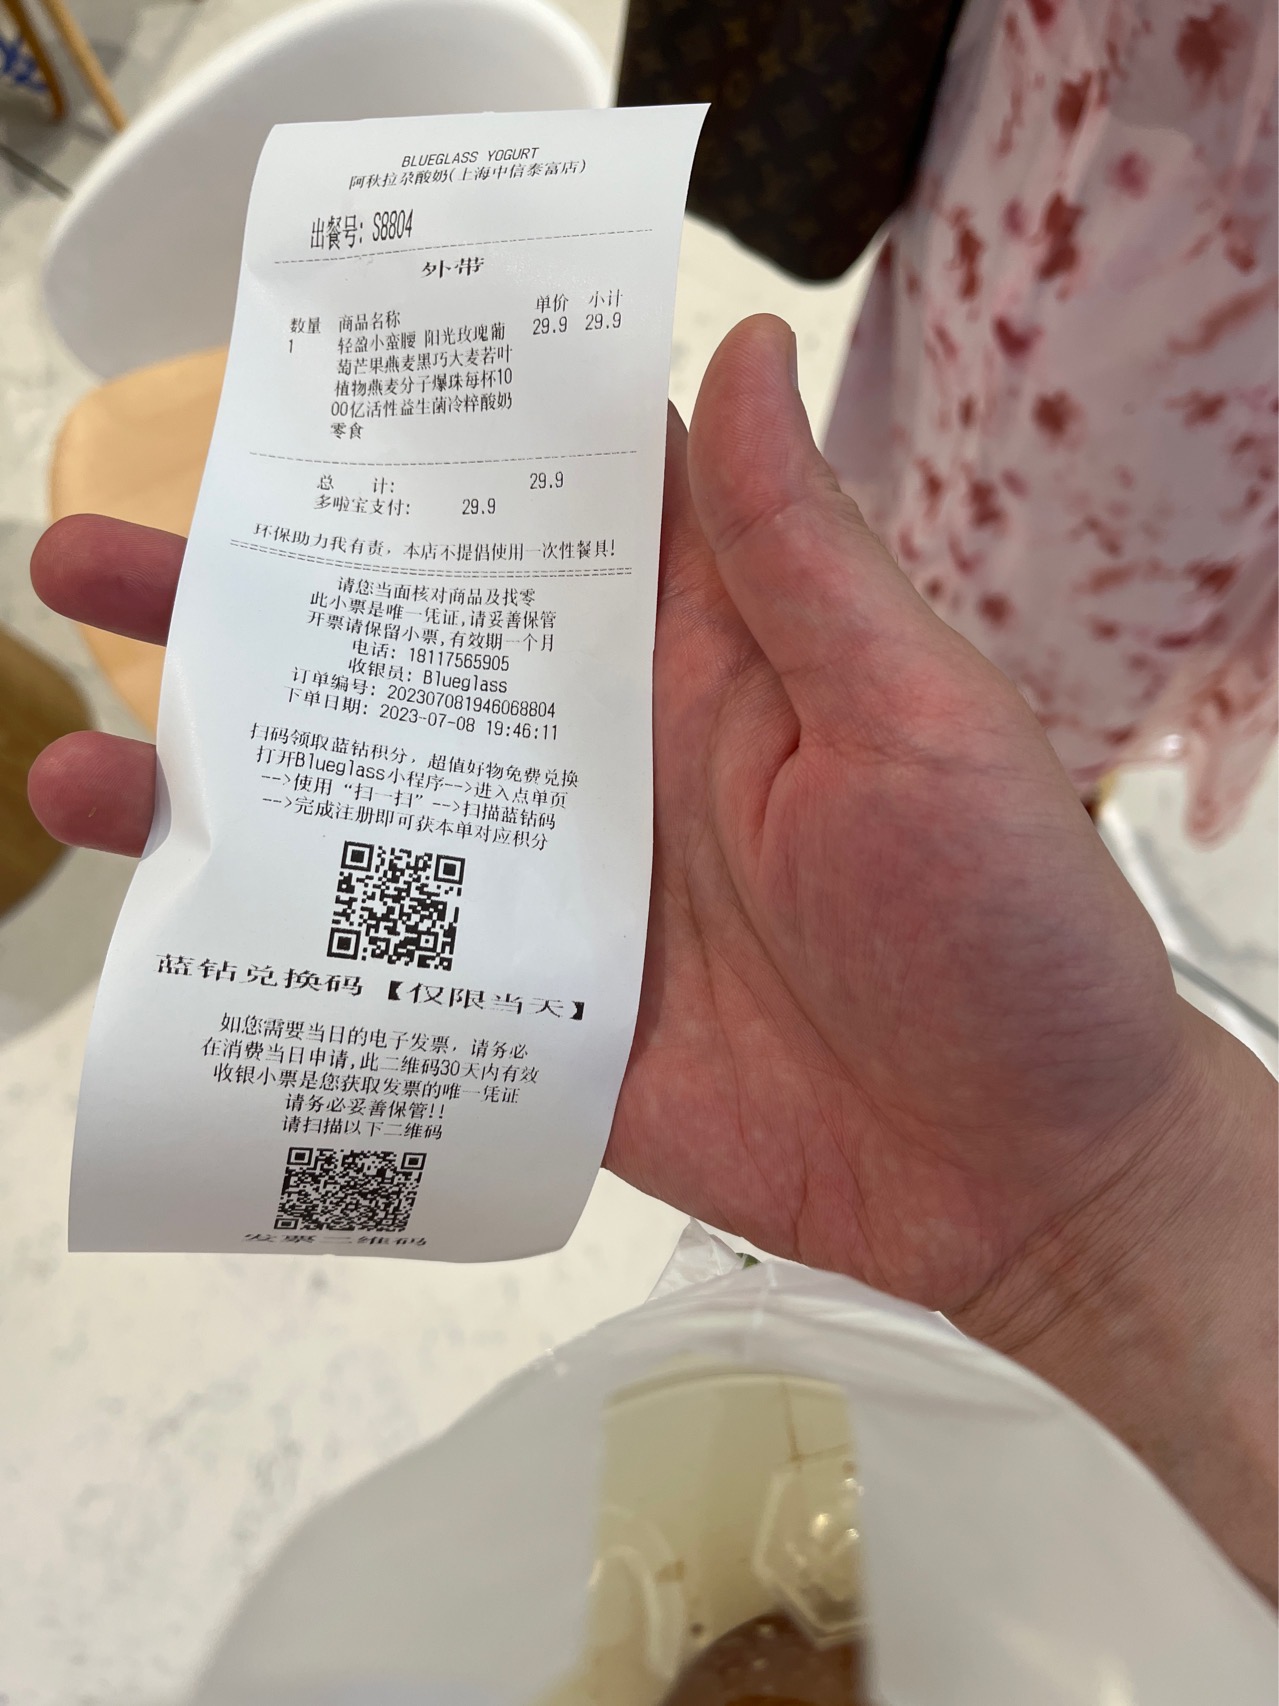 BLUEGLASS YOGURT
阿秋拉尕酸奶(上海中信泰富店)
出餐号: S8804
外带
数量 商品名称 单价 小计
1 轻盈小蛮腰 阳光玫瑰葡 29.9 29.9
萄芒果燕麦黑巧大麦若叶
植物燕麦分子爆珠每杯10
00亿活性益生菌冷粹酸奶
零食
总 计: 29.9
多啦宝支付: 29.9
环保助力我有责，本店不提倡使用一次性餐具!
请您当面核对商品及找零
此小票是唯一凭证,请妥善保管
开票请保留小票,有效期一个月
电话: 18117565905
收银员: Blueglass
订单编号: 202307081946068804
下单日期: 2023-07-08 19:46:11
扫码领取蓝钻积分，超值好物免费兑换
打开Blueglass小程序-->进入点单页
-->使用“扫一扫”-->扫描蓝钻码
-->完成注册即可获本单对应积分
蓝钻兑换码【仅限当天】
如您需要当日的电子发票，请务必
在消费当日申请,此二维码30天内有效
收银小票是您获取发票的唯一凭证
请务必妥善保管!!
请扫描以下二维码
发票二维码